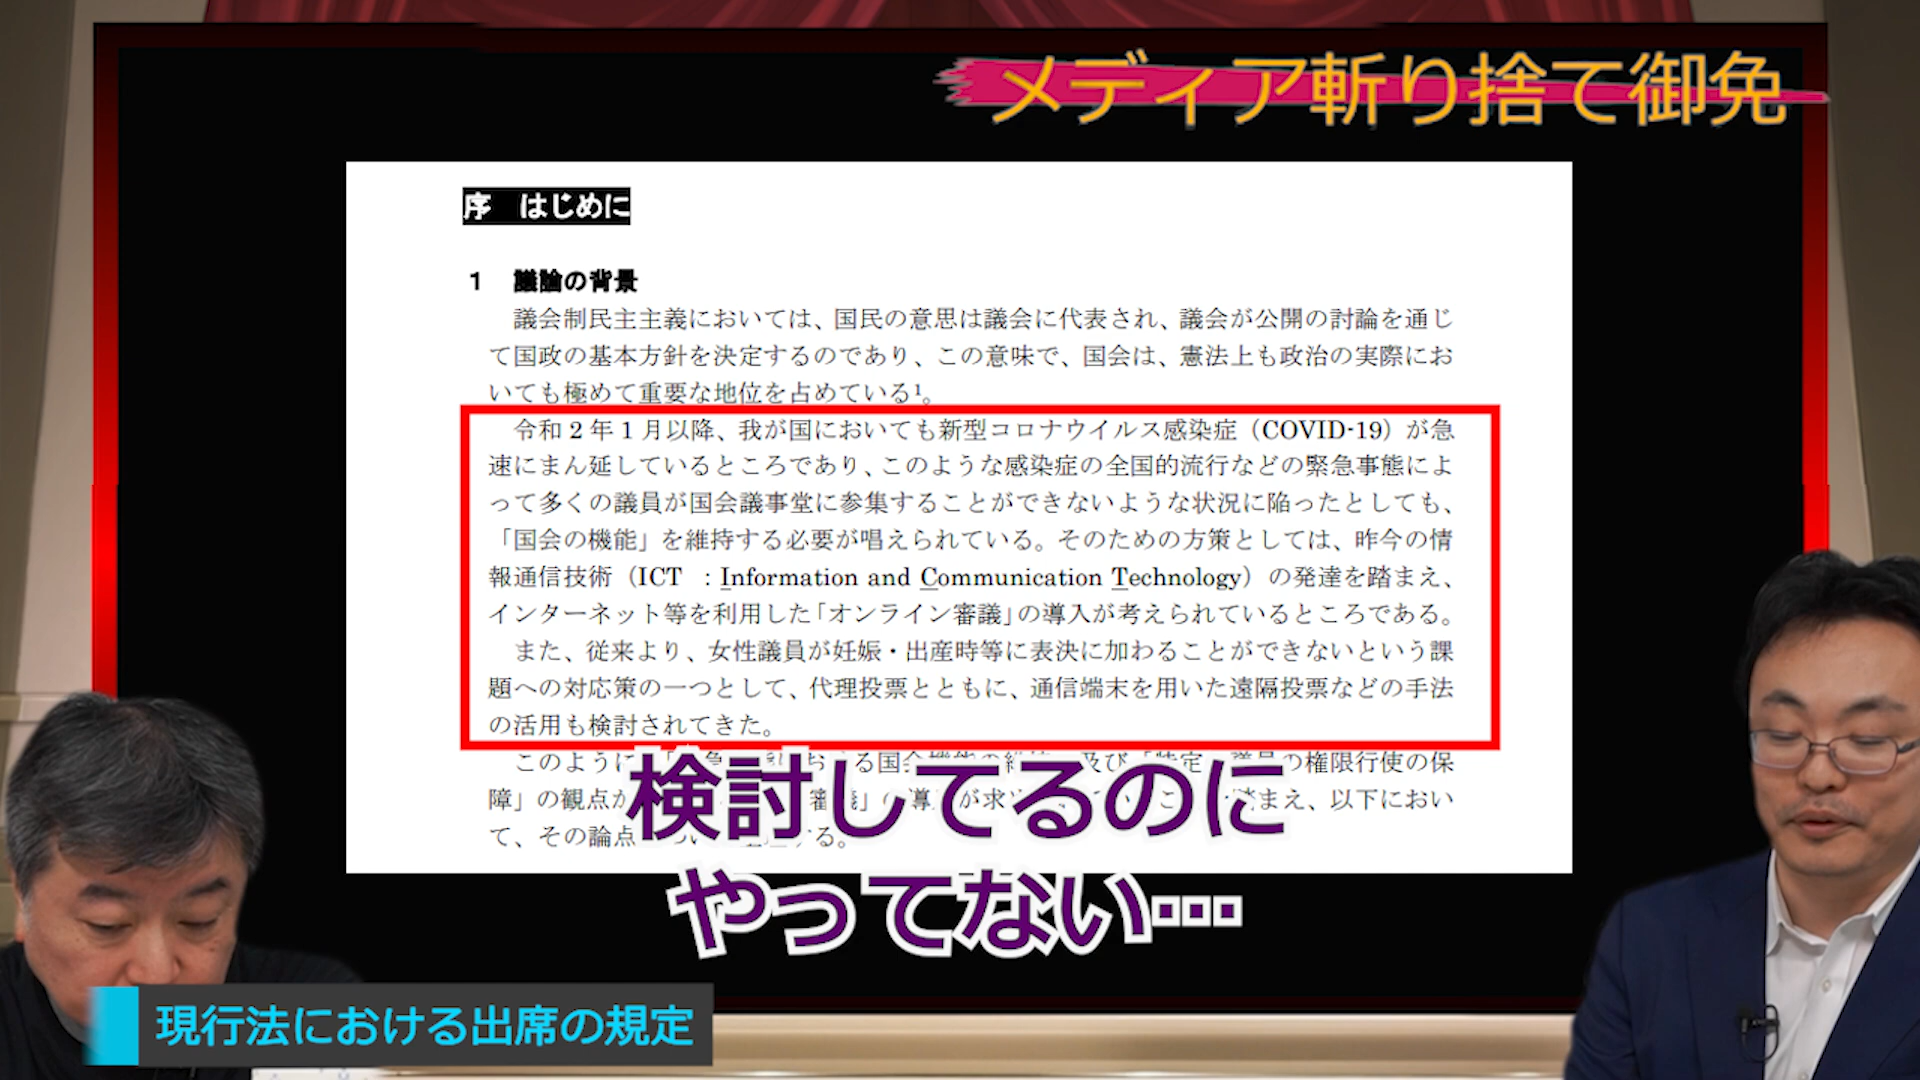 メディア斬り捨て御免
序　はじめに
1　議論の背景
議会制民主主義においては、国民の意思は議会に代表され、議会が公開の討論を通じ
て国政の基本方針を決定するのであり、この意味で、国会は、憲法上も政治の実際にお
いても極めて重要な地位を占めている¹。
令和2年1月以降、我が国においても新型コロナウイルス感染症（COVID-19）が急
速にまん延しているところであり、このような感染症の全国的流行などの緊急事態によ
って多くの議員が国会議事堂に参集することができないような状況に陥ったとしても、
「国会の機能」を維持する必要が唱えられている。そのための方策としては、昨今の情
報通信技術（ICT　: Information and Communication Technology）の発達を踏まえ、
インターネット等を利用した「オンライン審議」の導入が考えられているところである。
また、従来より、女性議員が妊娠・出産時等に表決に加わることができないという課
題への対応策の一つとして、代理投票とともに、通信端末を用いた遠隔投票などの手法
の活用も検討されてきた。
このように る国会 及び「特定 議員の権限行使の保
障」の観点か 審議」の導 が求 踏まえ、以下におい
て、その論点 する。
検討してるのに
やってない…
現行法における出席の規定